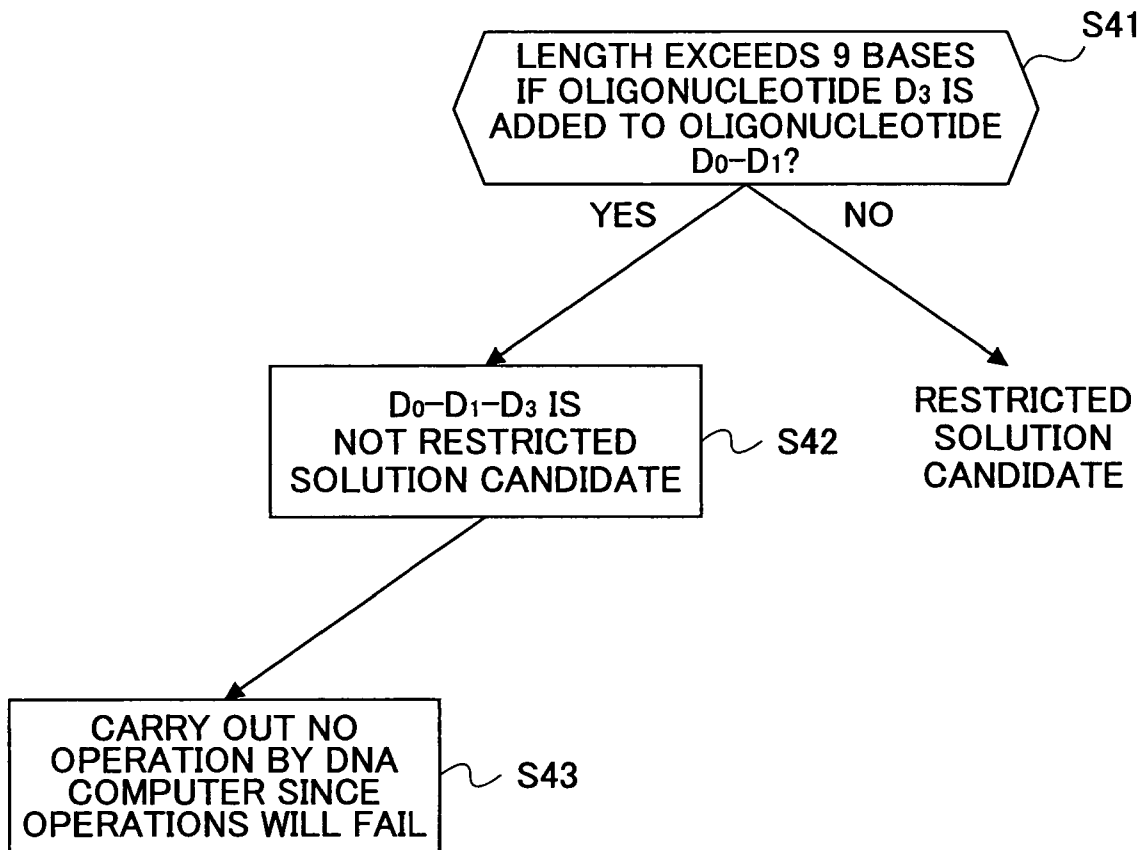 S41
LENGTH EXCEEDS 9 BASES
IF OLIGONUCLEOTIDE D₃ IS
ADDED TO OLIGONUCLEOTIDE
D₀-D₁?
YES
NO
D₀-D₁-D₃ IS
NOT RESTRICTED
SOLUTION CANDIDATE
S42
RESTRICTED
SOLUTION
CANDIDATE
CARRY OUT NO
OPERATION BY DNA
COMPUTER SINCE
OPERATIONS WILL FAIL
S43